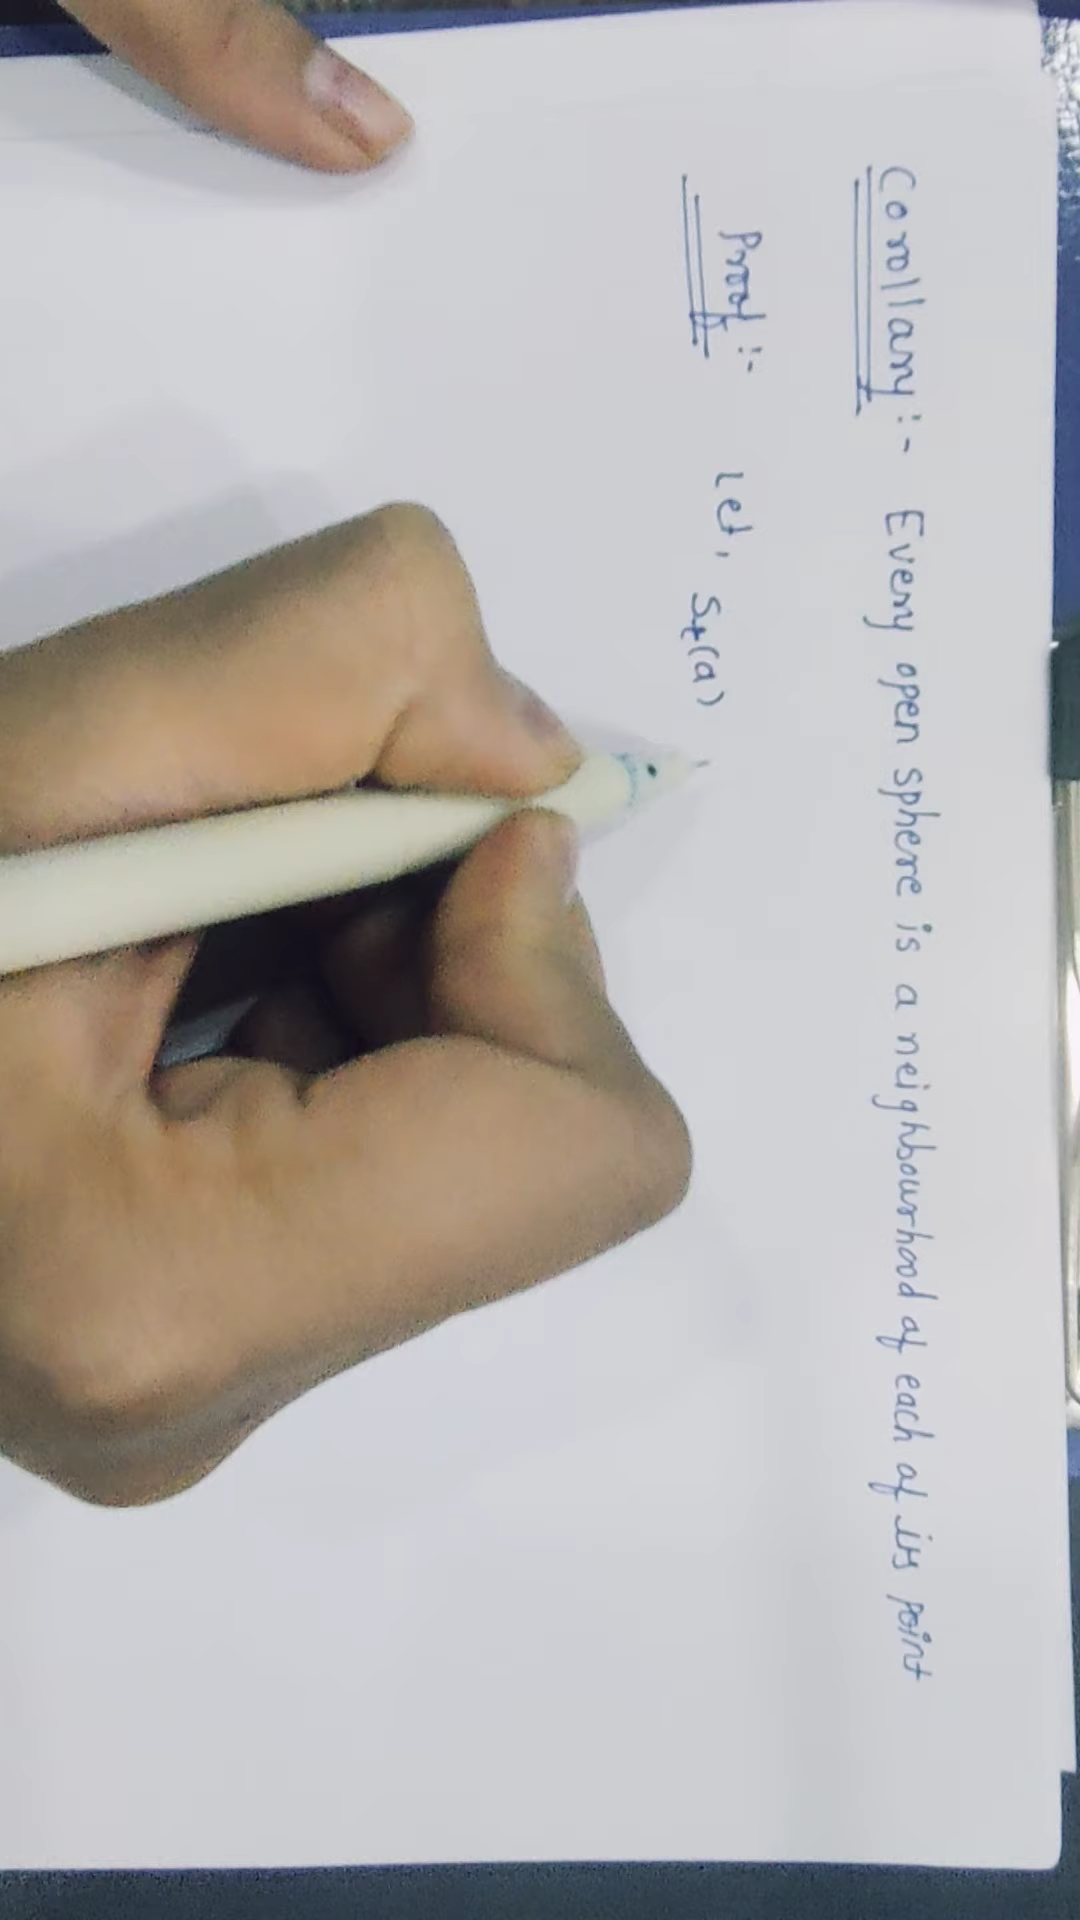 Corollary :- Every open sphere is a neighbourhood of each of its point
Proof :- Let, Sr(a)